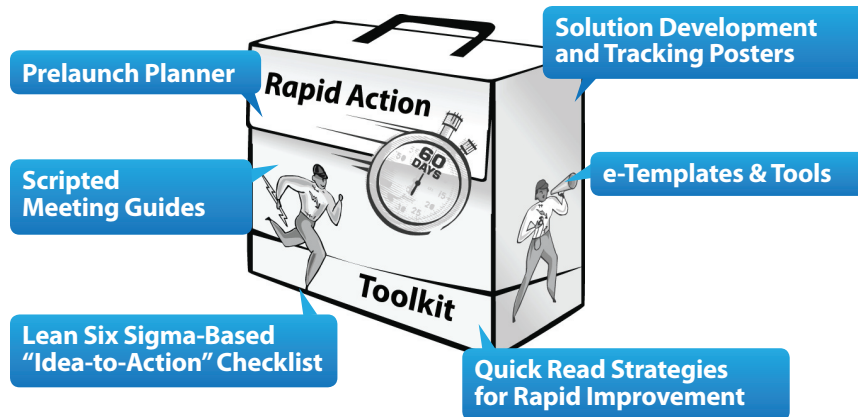 Solution Development
and Tracking Posters
Prelaunch Planner
Rapid Action
60
DAYS
Scripted
Meeting Guides
e-Templates & Tools
Toolkit
Lean Six Sigma-Based
“Idea-to-Action” Checklist
Quick Read Strategies
for Rapid Improvement